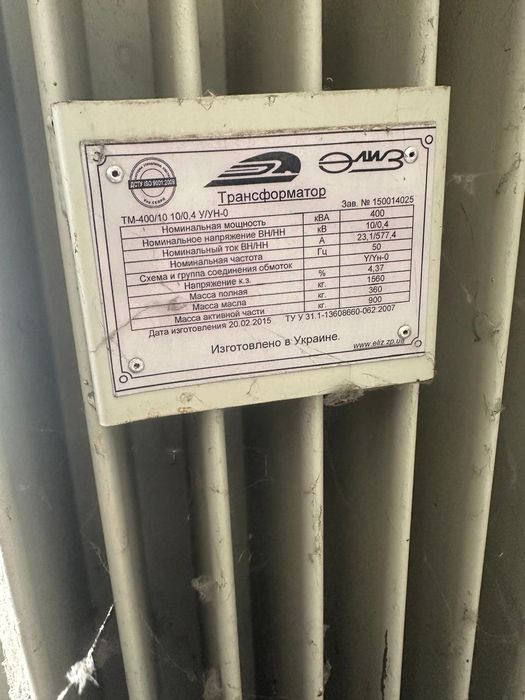 ДСТУ ISO 9001:2009
УкрСЕПРО
ЭЛИЗ
Трансформатор
ТМ-400/10 10/0,4 У/УН-0 Зав. № 150014025
Номинальная мощность кВА 400
Номинальное напряжение ВН/НН кВ 10/0,4
Номинальный ток ВН/НН А 23,1/577,4
Номинальная частота Гц 50
Схема и группа соединения обмоток У/Ун-0
Напряжение к.з. % 4,37
Масса полная кг. 1560
Масса масла кг. 360
Масса активной части кг. 900
Дата изготовления 20.02.2015 ТУ У 31.1-13608660-062:2007
Изготовлено в Украине.
www.eliz.zp.ua